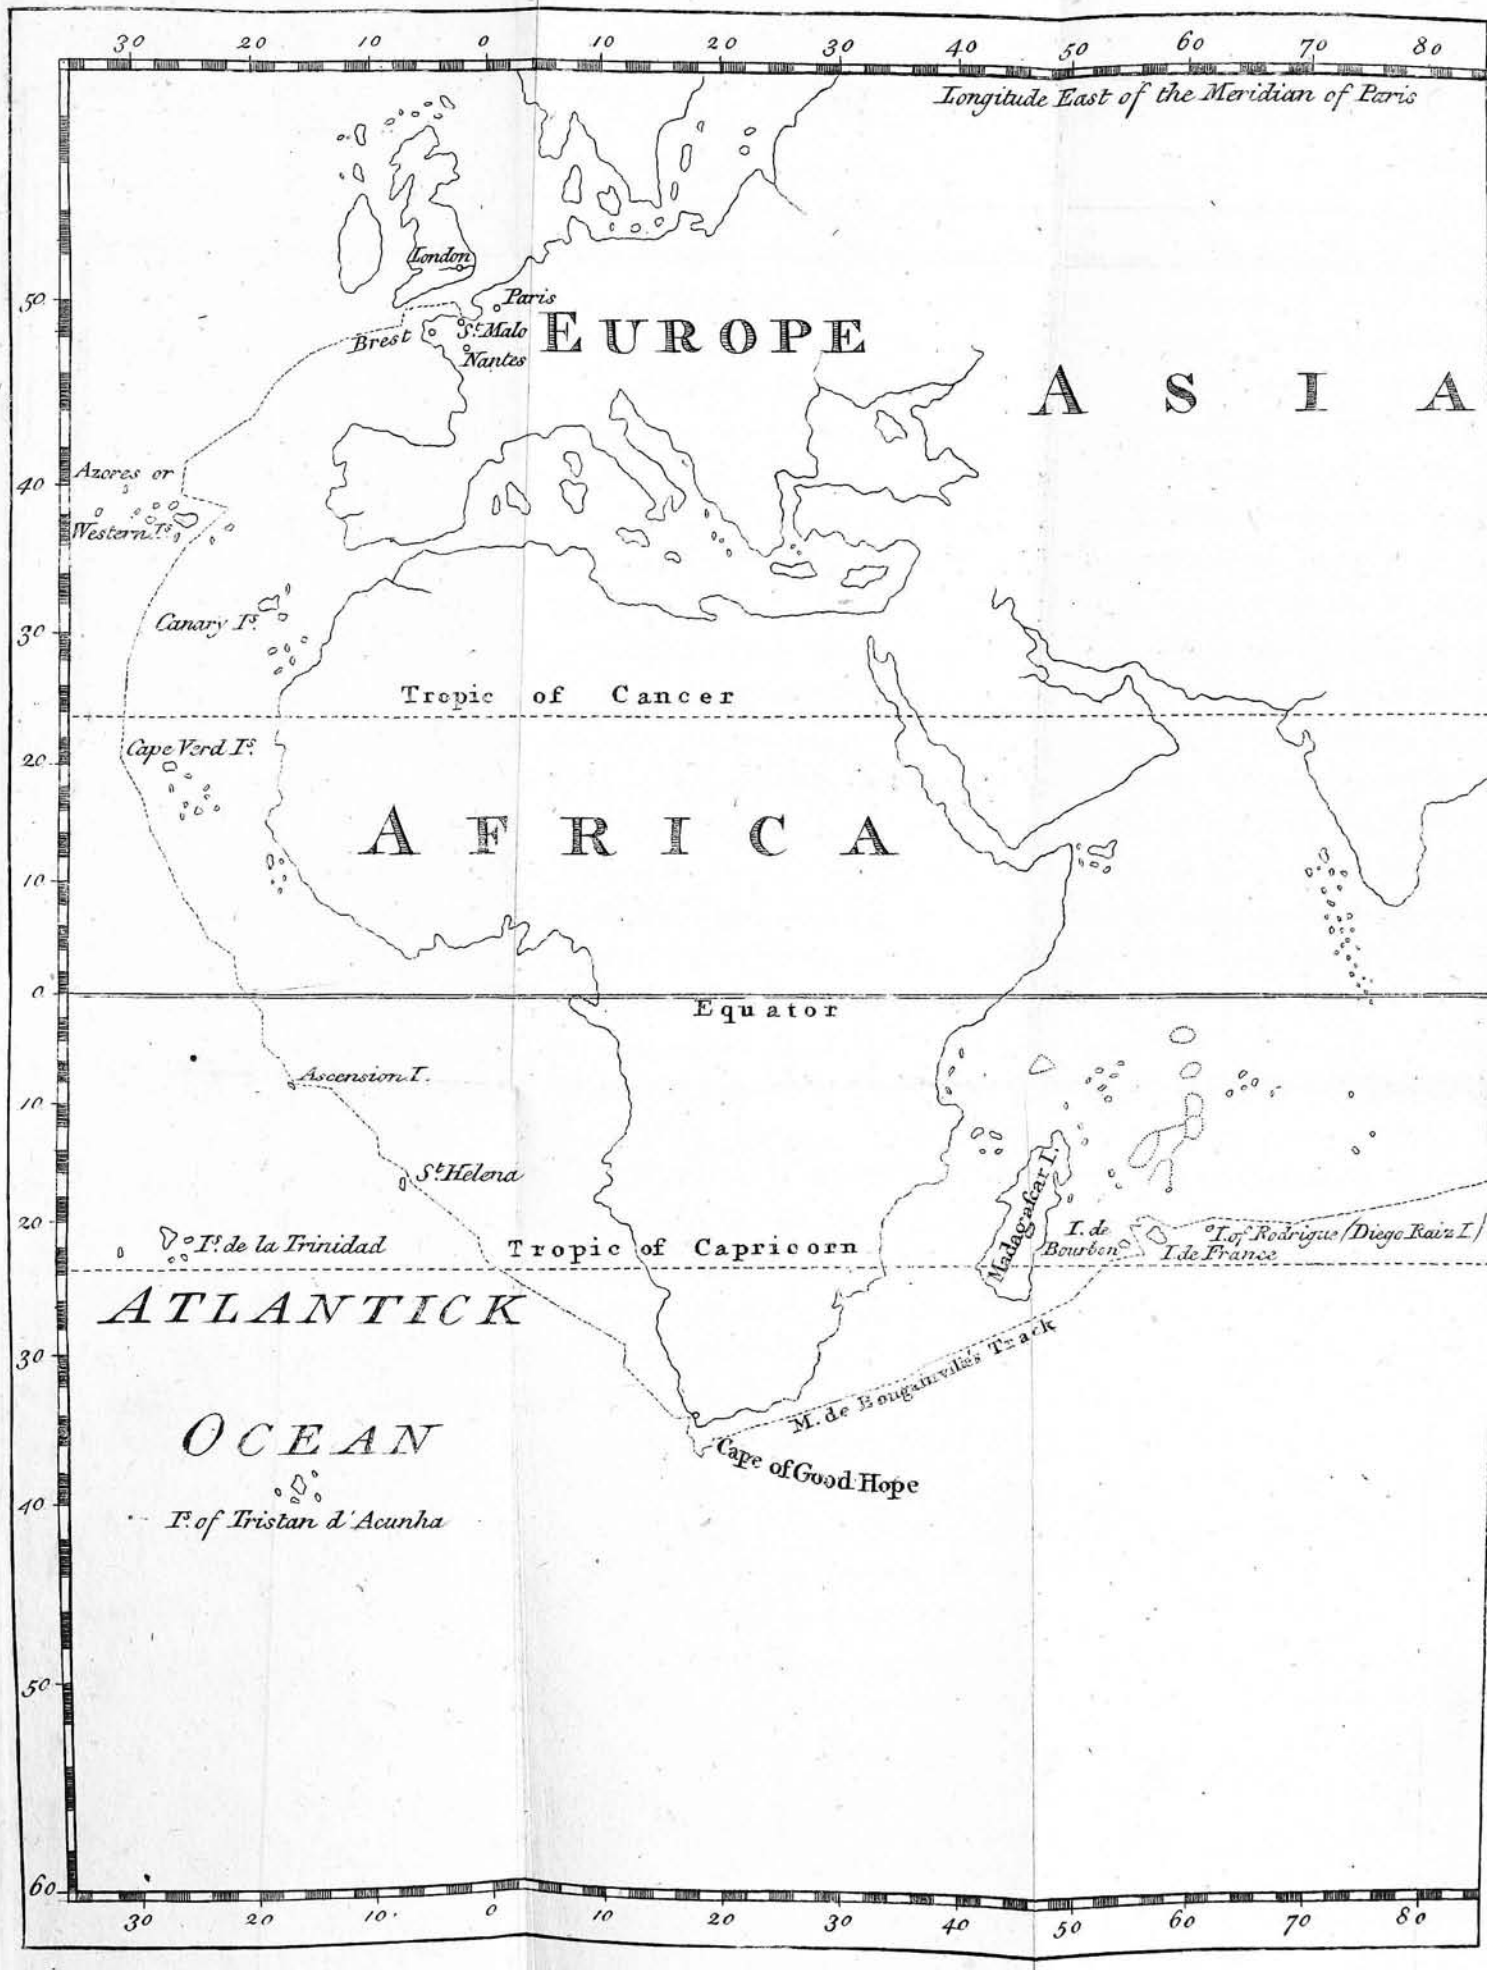 30 20 10 0 10 20 30 40 50 60 70 80
Longitude East of the Meridian of Paris
London
50
Paris
Brest
St. Malo
Nantes
EUROPE
ASIA
Azores or
40
Western Is.
Canary Is.
30
Tropic of Cancer
Cape Verd Is.
20
AFRICA
10
0
Equator
Ascension I.
10
St. Helena
Madagascar I.
20
Is. de la Trinidad
Tropic of Capricorn
I. de
Bourbon
I. de France
I. of Rodrigue (Diego Raiz I.)
ATLANTICK
30
M. de Bougainville's Track
OCEAN
Cape of Good Hope
40
Is. of Tristan d'Acunha
50
60
30 20 10 0 10 20 30 40 50 60 70 80